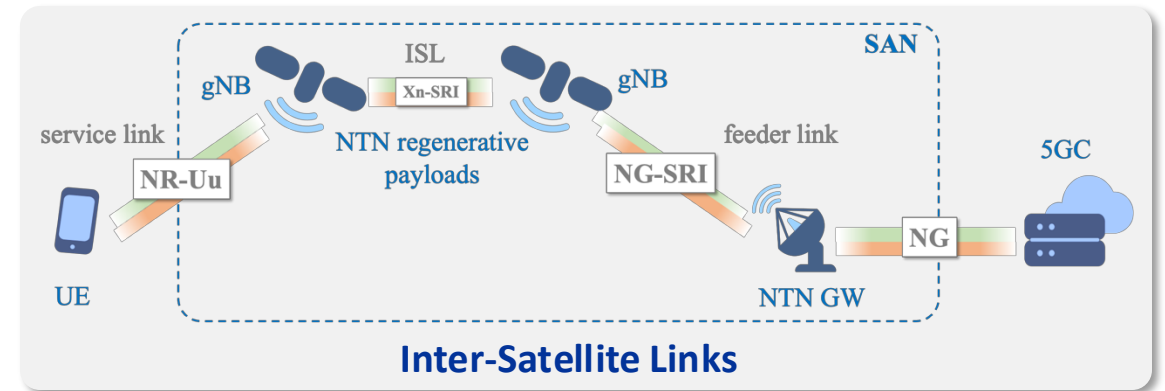 SAN
ISL
gNB
Xn-SRI
gNB
service link
NTN regenerative
payloads
feeder link
5GC
NR-Uu
NG-SRI
NG
UE
NTN GW
Inter-Satellite Links